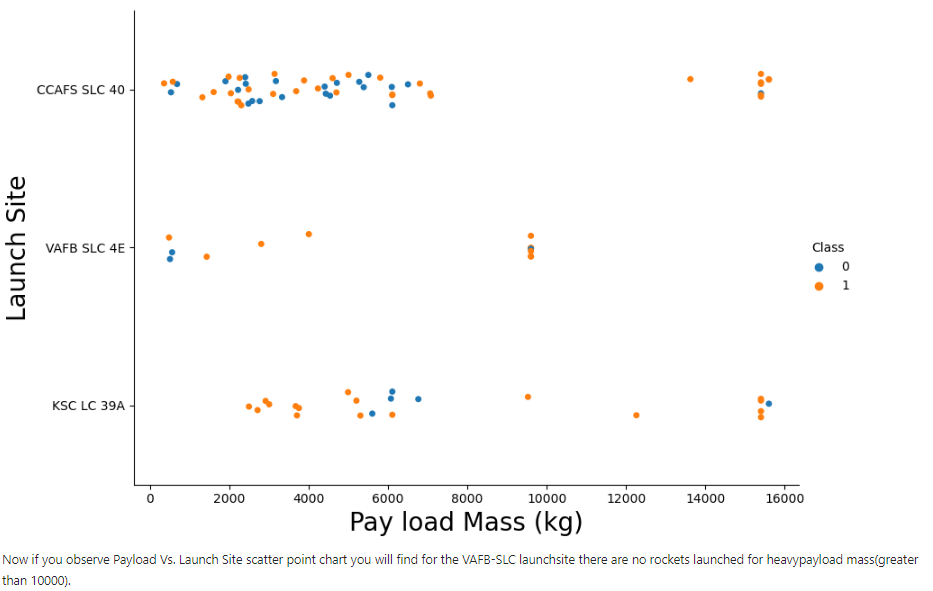 CCAFS SLC 40
VAFB SLC 4E
KSC LC 39A
Launch Site
0 2000 4000 6000 8000 10000 12000 14000 16000
Pay load Mass (kg)
Class
0
1
Now if you observe Payload Vs. Launch Site scatter point chart you will find for the VAFB-SLC launchsite there are no rockets launched for heavypayload mass(greater
than 10000).